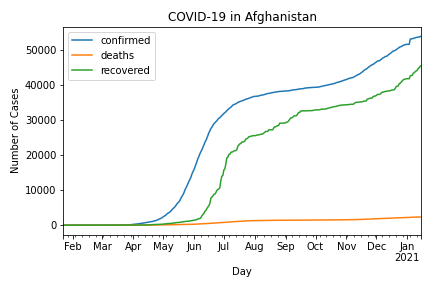 COVID-19 in Afghanistan
confirmed
deaths
recovered
Number of Cases
50000
40000
30000
20000
10000
0
Feb Mar Apr May Jun Jul Aug Sep Oct Nov Dec Jan
2021
Day